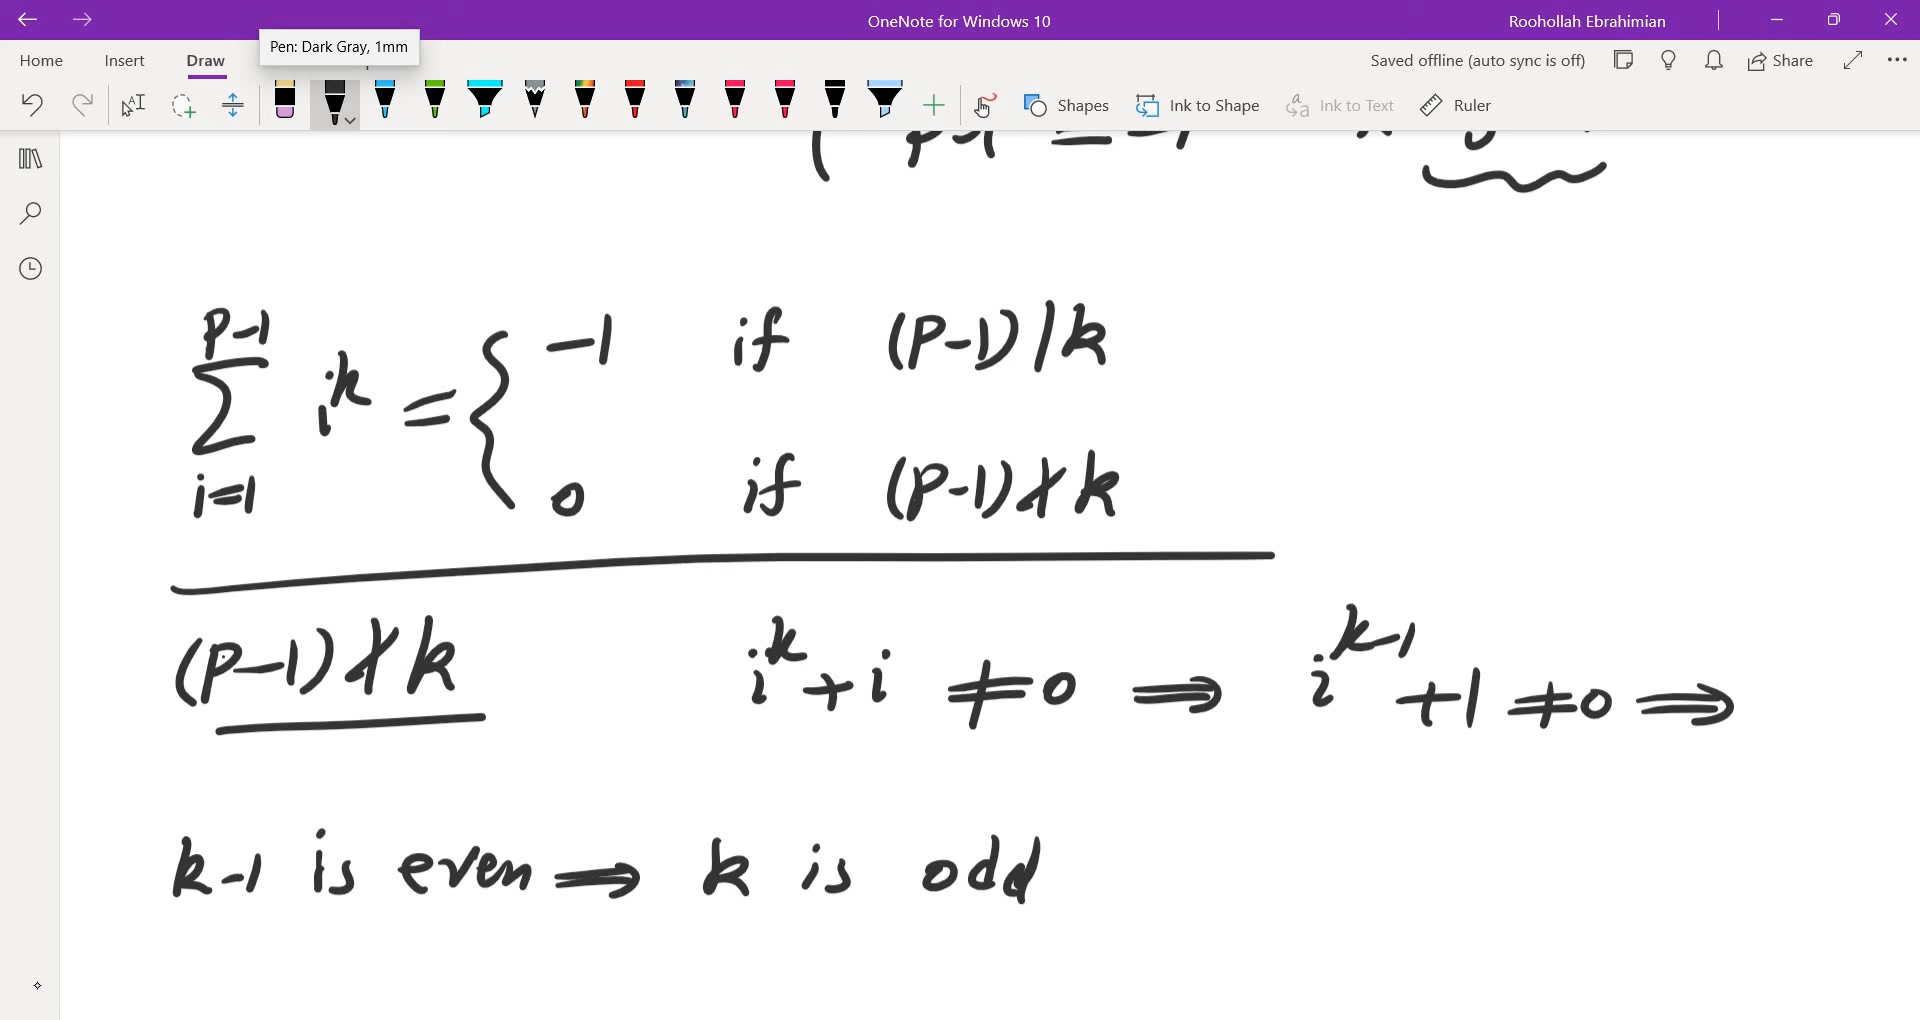 OneNote for Windows 10
Roohollah Ebrahimian
Pen: Dark Gray, 1mm
Home Insert Draw
Saved offline (auto sync is off) Share
Shapes Ink to Shape Ink to Text Ruler
p-1
∑ i^k = { -1 if (p-1) | k
i=1
0 if (p-1) ∤ k
(p-1) ∤ k i^k + i ≠ 0 ⟹ i^{k-1} + 1 ≠ 0 ⟹
k-1 is even ⟹ k is odd